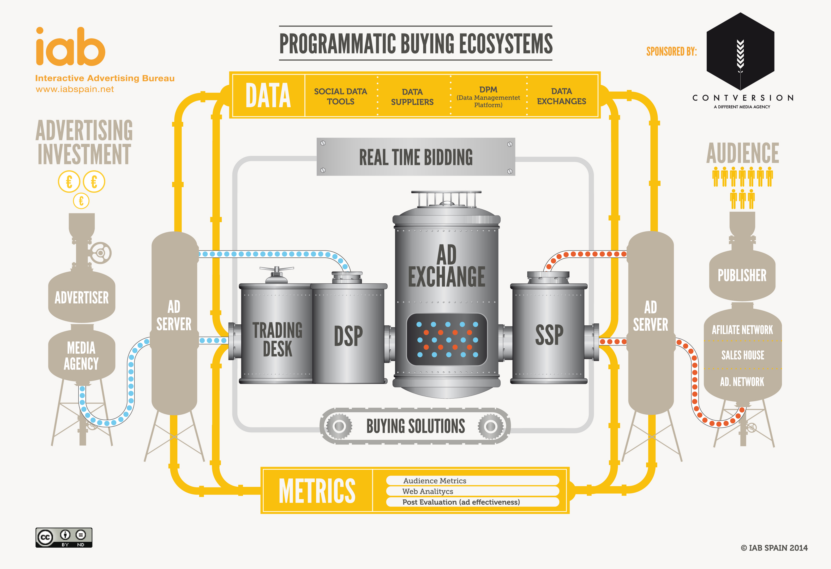 iab
Interactive Advertising Bureau
www.iabspain.net
PROGRAMMATIC BUYING ECOSYSTEMS
SPONSORED BY:
CONTVERSION
A DIFFERENT MEDIA AGENCY
DATA
SOCIAL DATA
TOOLS
DATA
SUPPLIERS
DPM
(Data Managementet
Platform)
DATA
EXCHANGES
ADVERTISING
INVESTMENT
€ €
€
AUDIENCE
REAL TIME BIDDING
ADVERTISER
MEDIA
AGENCY
AD
SERVER
TRADING
DESK
DSP
AD
EXCHANGE
SSP
AD
SERVER
PUBLISHER
AFILIATE NETWORK
SALES HOUSE
AD. NETWORK
BUYING SOLUTIONS
METRICS
Audience Metrics
Web Analitycs
Post Evaluation (ad effectiveness)
cc
BY ND
© IAB SPAIN 2014